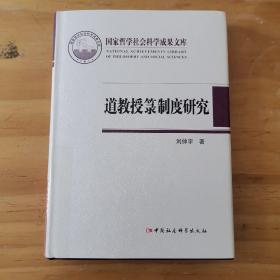 国家哲学社会科学成果文库
NATIONAL ACHIEVEMENTS LIBRARY
OF PHILOSOPHY AND SOCIAL SCIENCES
道教授箓制度研究
刘仲宇 著
中国社会科学出版社